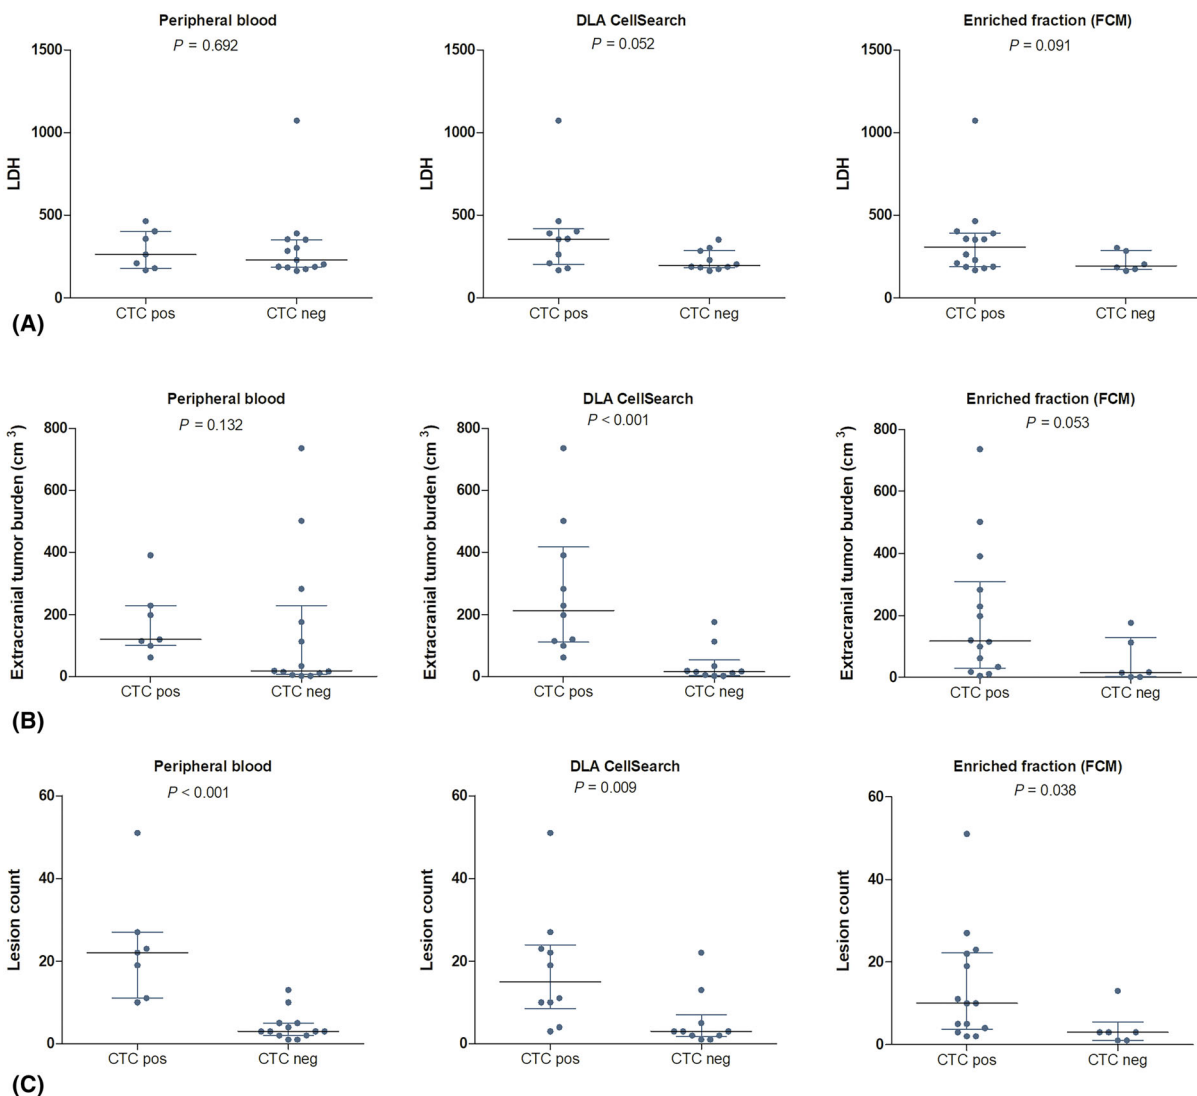 Peripheral blood
P = 0.692
1500
1000
500
0
LDH
CTC pos
CTC neg
DLA CellSearch
P = 0.052
1500
1000
500
0
LDH
CTC pos
CTC neg
Enriched fraction (FCM)
P = 0.091
1500
1000
500
0
LDH
CTC pos
CTC neg
(A)
Peripheral blood
P = 0.132
800
600
400
200
0
Extracranial tumor burden (cm ³)
CTC pos
CTC neg
DLA CellSearch
P < 0.001
800
600
400
200
0
Extracranial tumor burden (cm ³)
CTC pos
CTC neg
Enriched fraction (FCM)
P = 0.053
800
600
400
200
0
Extracranial tumor burden (cm ³)
CTC pos
CTC neg
(B)
Peripheral blood
P < 0.001
60
40
20
0
Lesion count
CTC pos
CTC neg
DLA CellSearch
P = 0.009
60
40
20
0
Lesion count
CTC pos
CTC neg
Enriched fraction (FCM)
P = 0.038
60
40
20
0
Lesion count
CTC pos
CTC neg
(C)